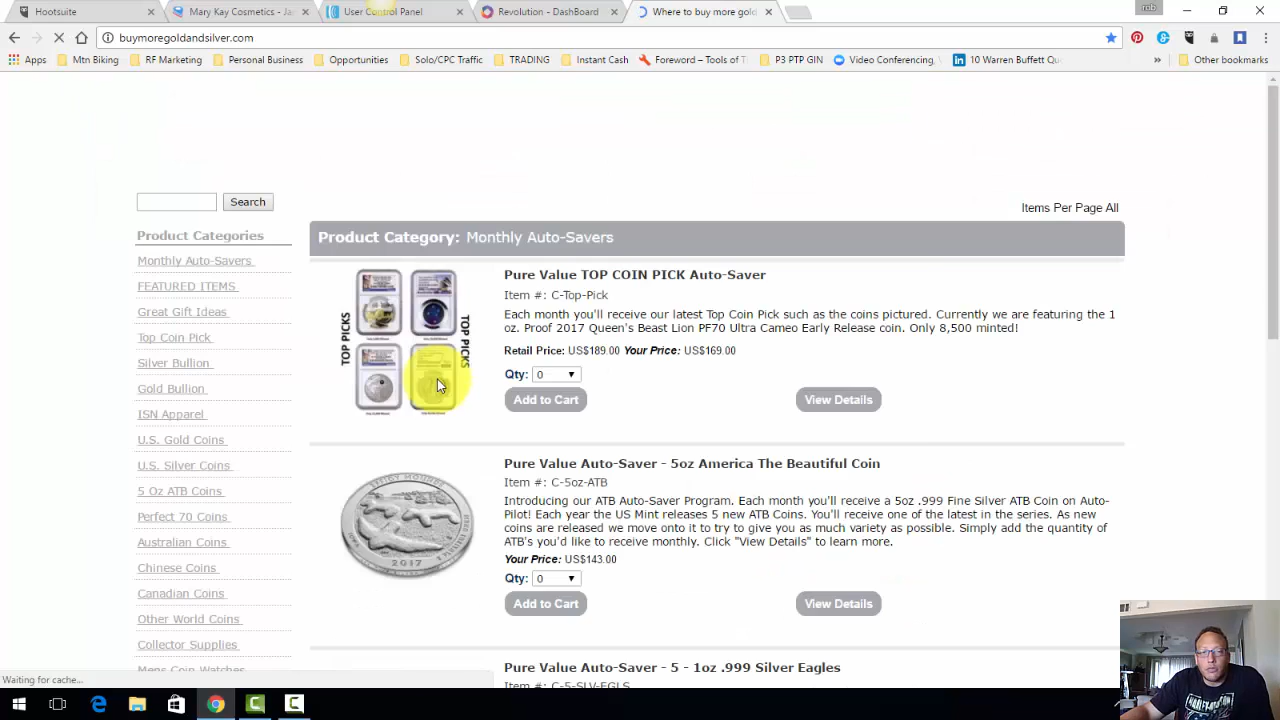 Hootsuite
Mary Kay Cosmetics - Ja
User Control Panel
Revolution - DashBoard
Where to buy more gold
rob
buymoregoldandsilver.com
Apps
Mtn Biking
RF Marketing
Personal Business
Opportunities
Solo/CPC Traffic
TRADING
Instant Cash
Foreword – Tools of T
P3 PTP GIN
Video Conferencing,
10 Warren Buffett Qu
Other bookmarks
Search
Items Per Page All
Product Categories
Monthly Auto-Savers
FEATURED ITEMS
Great Gift Ideas
Top Coin Pick
Silver Bullion
Gold Bullion
ISN Apparel
U.S. Gold Coins
U.S. Silver Coins
5 Oz ATB Coins
Perfect 70 Coins
Australian Coins
Chinese Coins
Canadian Coins
Other World Coins
Collector Supplies
Mens Coin Watches
Product Category: Monthly Auto-Savers
TOP PICKS
TOP PICKS
Pure Value TOP COIN PICK Auto-Saver
Item #: C-Top-Pick
Each month you'll receive our latest Top Coin Pick such as the coins pictured. Currently we are featuring the 1
oz. Proof 2017 Queen's Beast Lion PF70 Ultra Cameo Early Release coin. Only 8,500 minted!
Retail Price: US$189.00 Your Price: US$169.00
Qty: 0
Add to Cart
View Details
2017
Pure Value Auto-Saver - 5oz America The Beautiful Coin
Item #: C-5oz-ATB
Introducing our ATB Auto-Saver Program. Each month you'll receive a 5oz .999 Fine Silver ATB Coin on Auto-
Pilot! Each year the US Mint releases 5 new ATB Coins. You'll receive one of the latest in the series. As new
coins are released we move onto it to try to give you as much variety as possible. Simply add the quantity of
ATB's you'd like to receive monthly. Click "View Details" to learn more.
Your Price: US$143.00
Qty: 0
Add to Cart
View Details
Pure Value Auto-Saver - 5 - 1oz .999 Silver Eagles
Item #: C-5-SLV-EGLS
Waiting for cache...